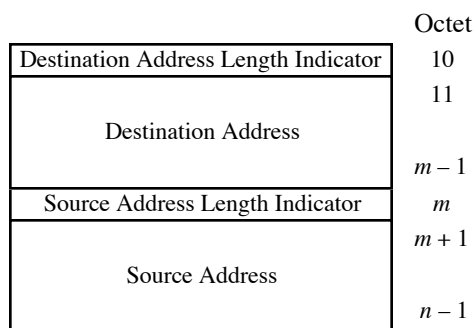 Octet
Destination Address Length Indicator 10
11
Destination Address
m – 1
Source Address Length Indicator m
m + 1
Source Address
n – 1